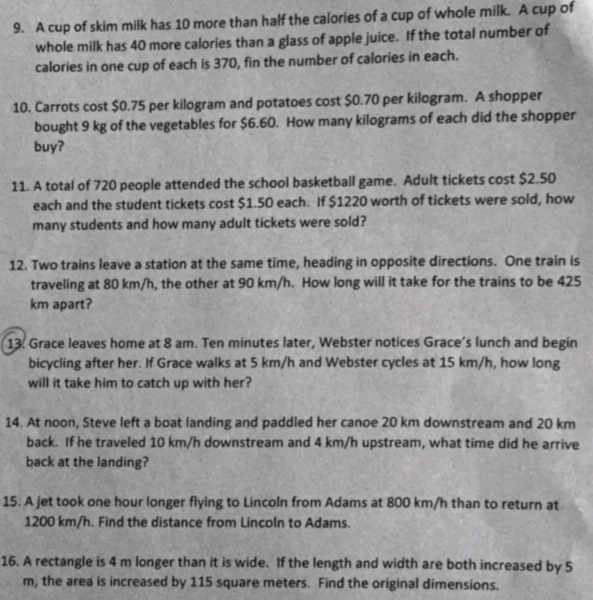 9. A cup of skim milk has 10 more than half the calories of a cup of whole milk. A cup of
whole milk has 40 more calories than a glass of apple juice. If the total number of
calories in one cup of each is 370, fin the number of calories in each.
10. Carrots cost $0.75 per kilogram and potatoes cost $0.70 per kilogram. A shopper
bought 9 kg of the vegetables for $6.60. How many kilograms of each did the shopper
buy?
11. A total of 720 people attended the school basketball game. Adult tickets cost $2.50
each and the student tickets cost $1.50 each. If $1220 worth of tickets were sold, how
many students and how many adult tickets were sold?
12. Two trains leave a station at the same time, heading in opposite directions. One train is
traveling at 80 km/h, the other at 90 km/h. How long will it take for the trains to be 425
km apart?
13. Grace leaves home at 8 am. Ten minutes later, Webster notices Grace's lunch and begin
bicycling after her. If Grace walks at 5 km/h and Webster cycles at 15 km/h, how long
will it take him to catch up with her?
14. At noon, Steve left a boat landing and paddled her canoe 20 km downstream and 20 km
back. If he traveled 10 km/h downstream and 4 km/h upstream, what time did he arrive
back at the landing?
15. A jet took one hour longer flying to Lincoln from Adams at 800 km/h than to return at
1200 km/h. Find the distance from Lincoln to Adams.
16. A rectangle is 4 m longer than it is wide. If the length and width are both increased by 5
m, the area is increased by 115 square meters. Find the original dimensions.